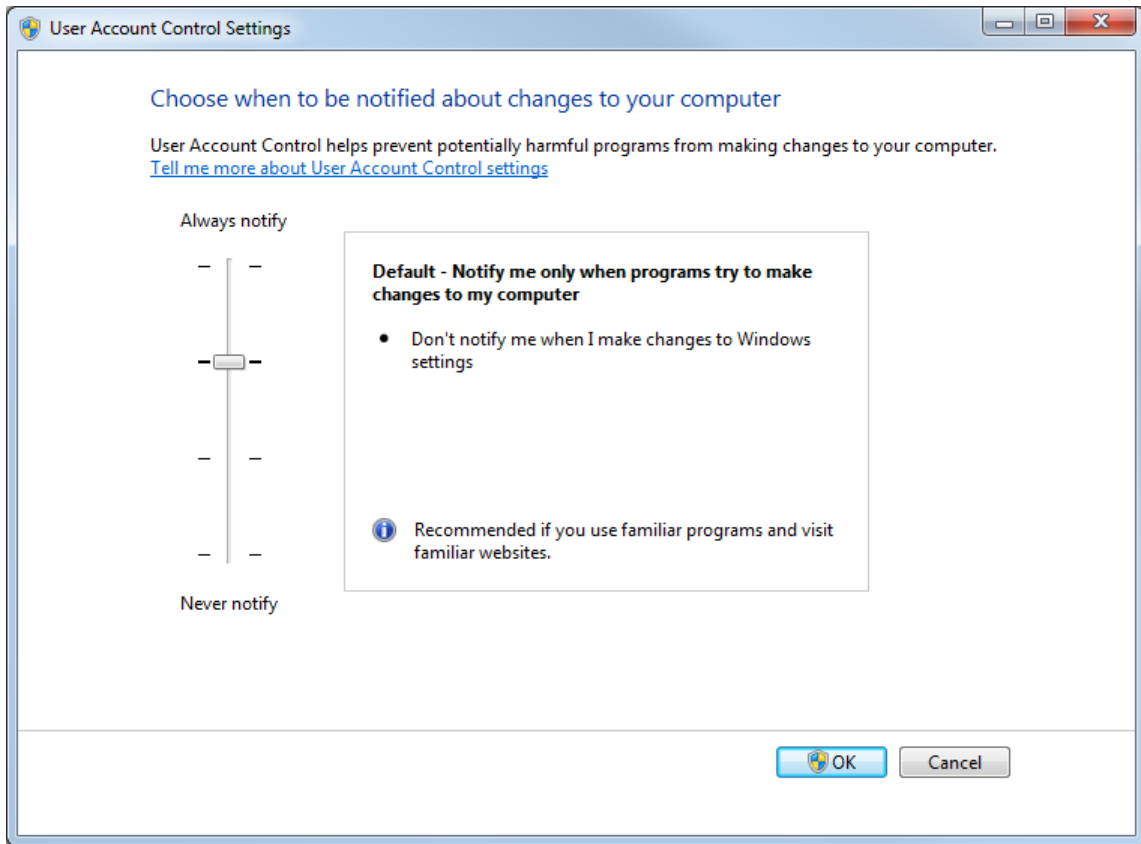 User Account Control Settings
Choose when to be notified about changes to your computer
User Account Control helps prevent potentially harmful programs from making changes to your computer.
Tell me more about User Account Control settings
Always notify
Default - Notify me only when programs try to make
changes to my computer
• Don't notify me when I make changes to Windows
settings
Recommended if you use familiar programs and visit
familiar websites.
Never notify
OK
Cancel